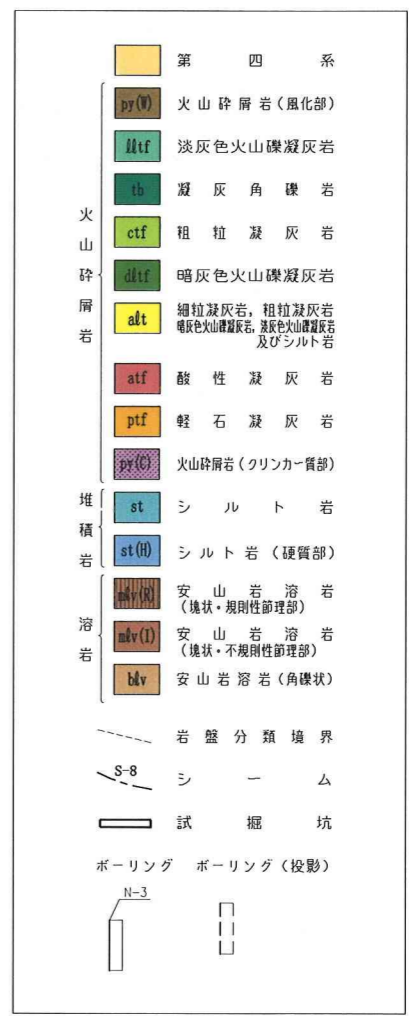 第四系
火山砕屑岩
py(W) 火山砕屑岩(風化部)
lltf 淡灰色火山礫凝灰岩
tb 凝灰角礫岩
ctf 粗粒凝灰岩
dltf 暗灰色火山礫凝灰岩
alt 細粒凝灰岩，粗粒凝灰岩
暗灰色火山礫凝灰岩，淡灰色火山礫凝灰岩
及びシルト岩
atf 酸性凝灰岩
ptf 軽石凝灰岩
py(C) 火山砕屑岩(クリンカー質部)
堆積岩
st シルト岩
st(H) シルト岩(硬質部)
溶岩
mlv(R) 安山岩溶岩
(塊状・規則性節理部)
mlv(I) 安山岩溶岩
(塊状・不規則性節理部)
blv 安山岩溶岩(角礫状)
岩盤分類境界
S-8 シーム
試掘坑
ボーリング ボーリング(投影)
N-3